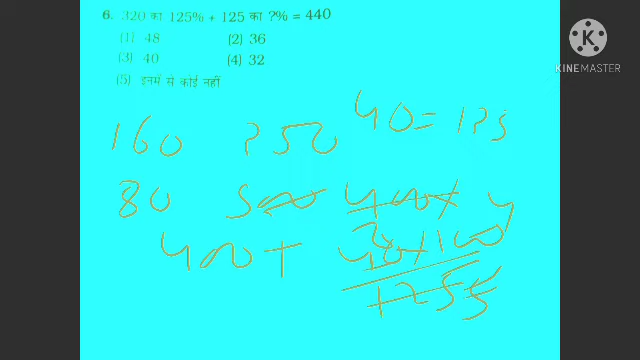 6. 320 का 125% + 125 का ?% = 440
(1) 48 (2) 36
(3) 40 (4) 32
(5) इनमें से कोई नहीं
KINEMASTER
160 250 40 = 125
80
400 +